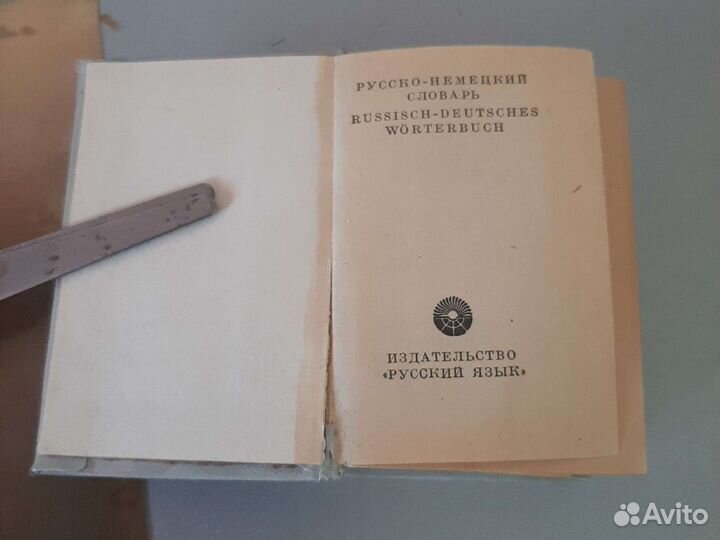 РУССКО-НЕМЕЦКИЙ
СЛОВАРЬ
RUSSISCH-DEUTSCHES
WÖRTERBUCH
ИЗДАТЕЛЬСТВО
«РУССКИЙ ЯЗЫК»
Avito